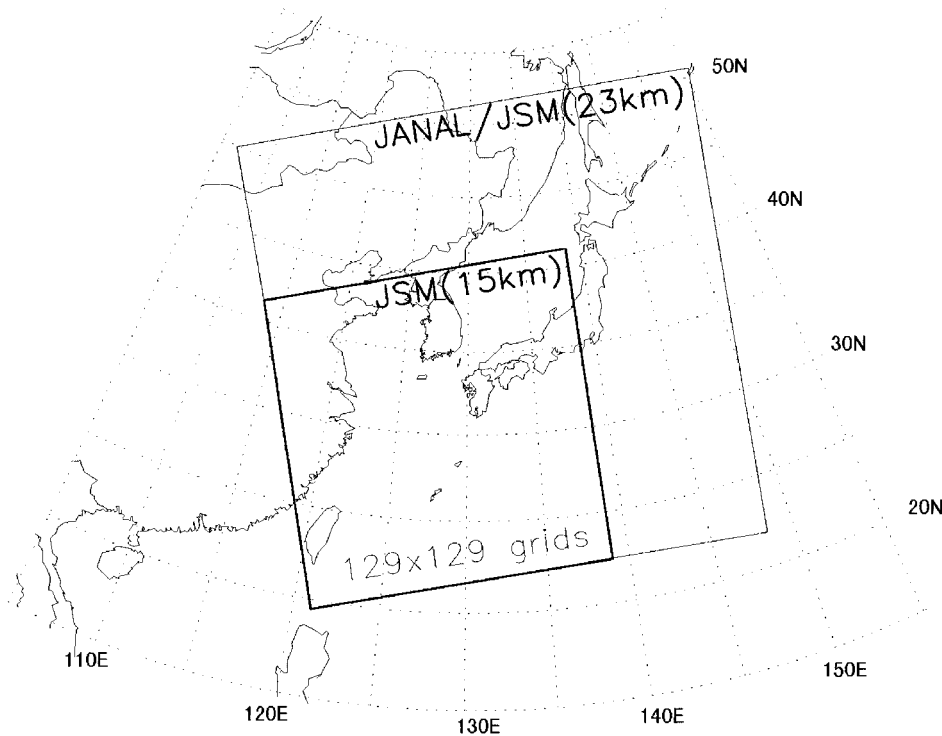 50N
JANAL/JSM(23km)
40N
JSM(15km)
30N
20N
129x129 grids
110E
150E
120E
140E
130E